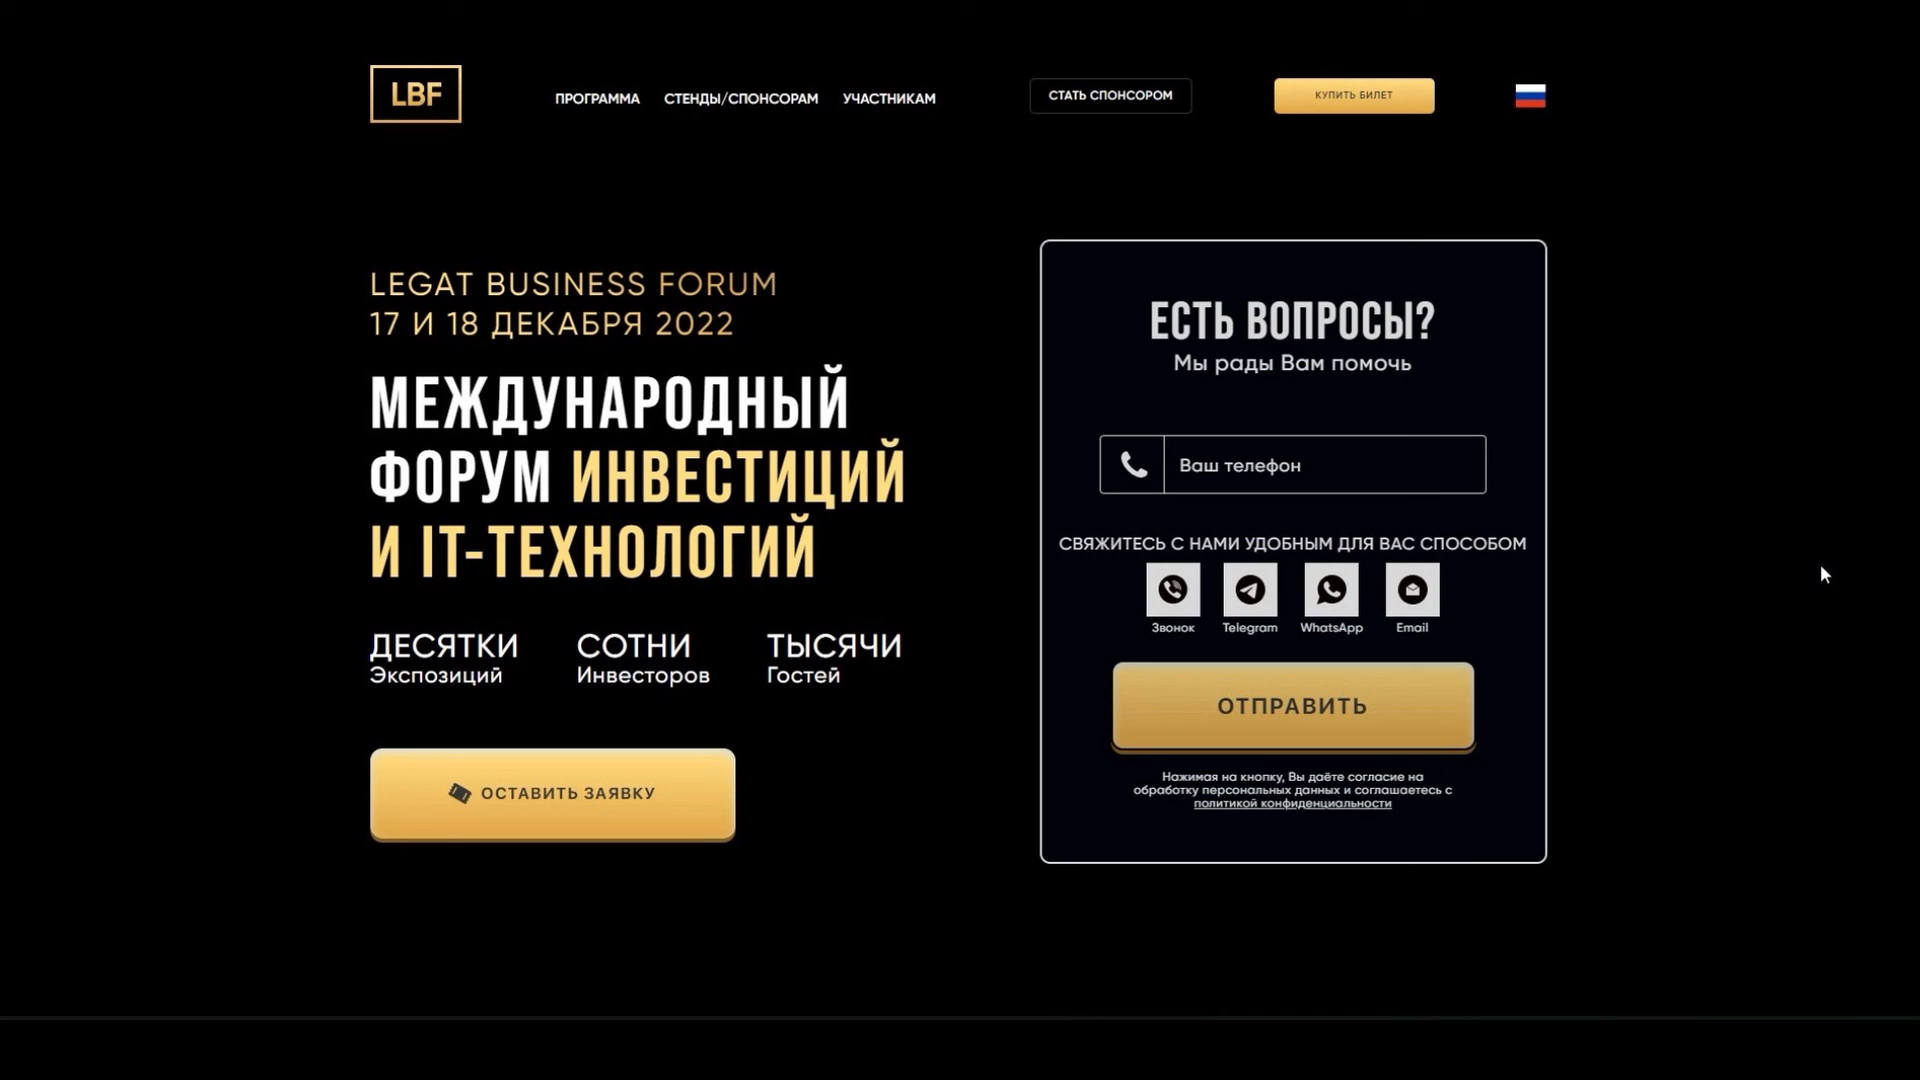 LBF
ПРОГРАММА
СТЕНДЫ/СПОНСОРАМ
УЧАСТНИКАМ
СТАТЬ СПОНСОРОМ
КУПИТЬ БИЛЕТ
LEGAT BUSINESS FORUM
17 И 18 ДЕКАБРЯ 2022
МЕЖДУНАРОДНЫЙ
ФОРУМ ИНВЕСТИЦИЙ
И IT-ТЕХНОЛОГИЙ
ДЕСЯТКИ
Экспозиций
СОТНИ
Инвесторов
ТЫСЯЧИ
Гостей
ОСТАВИТЬ ЗАЯВКУ
ЕСТЬ ВОПРОСЫ?
Мы рады Вам помочь
Ваш телефон
СВЯЖИТЕСЬ С НАМИ УДОБНЫМ ДЛЯ ВАС СПОСОБОМ
Звонок
Telegram
WhatsApp
Email
ОТПРАВИТЬ
Нажимая на кнопку, Вы даёте согласие на
обработку персональных данных и соглашаетесь с
политикой конфиденциальности